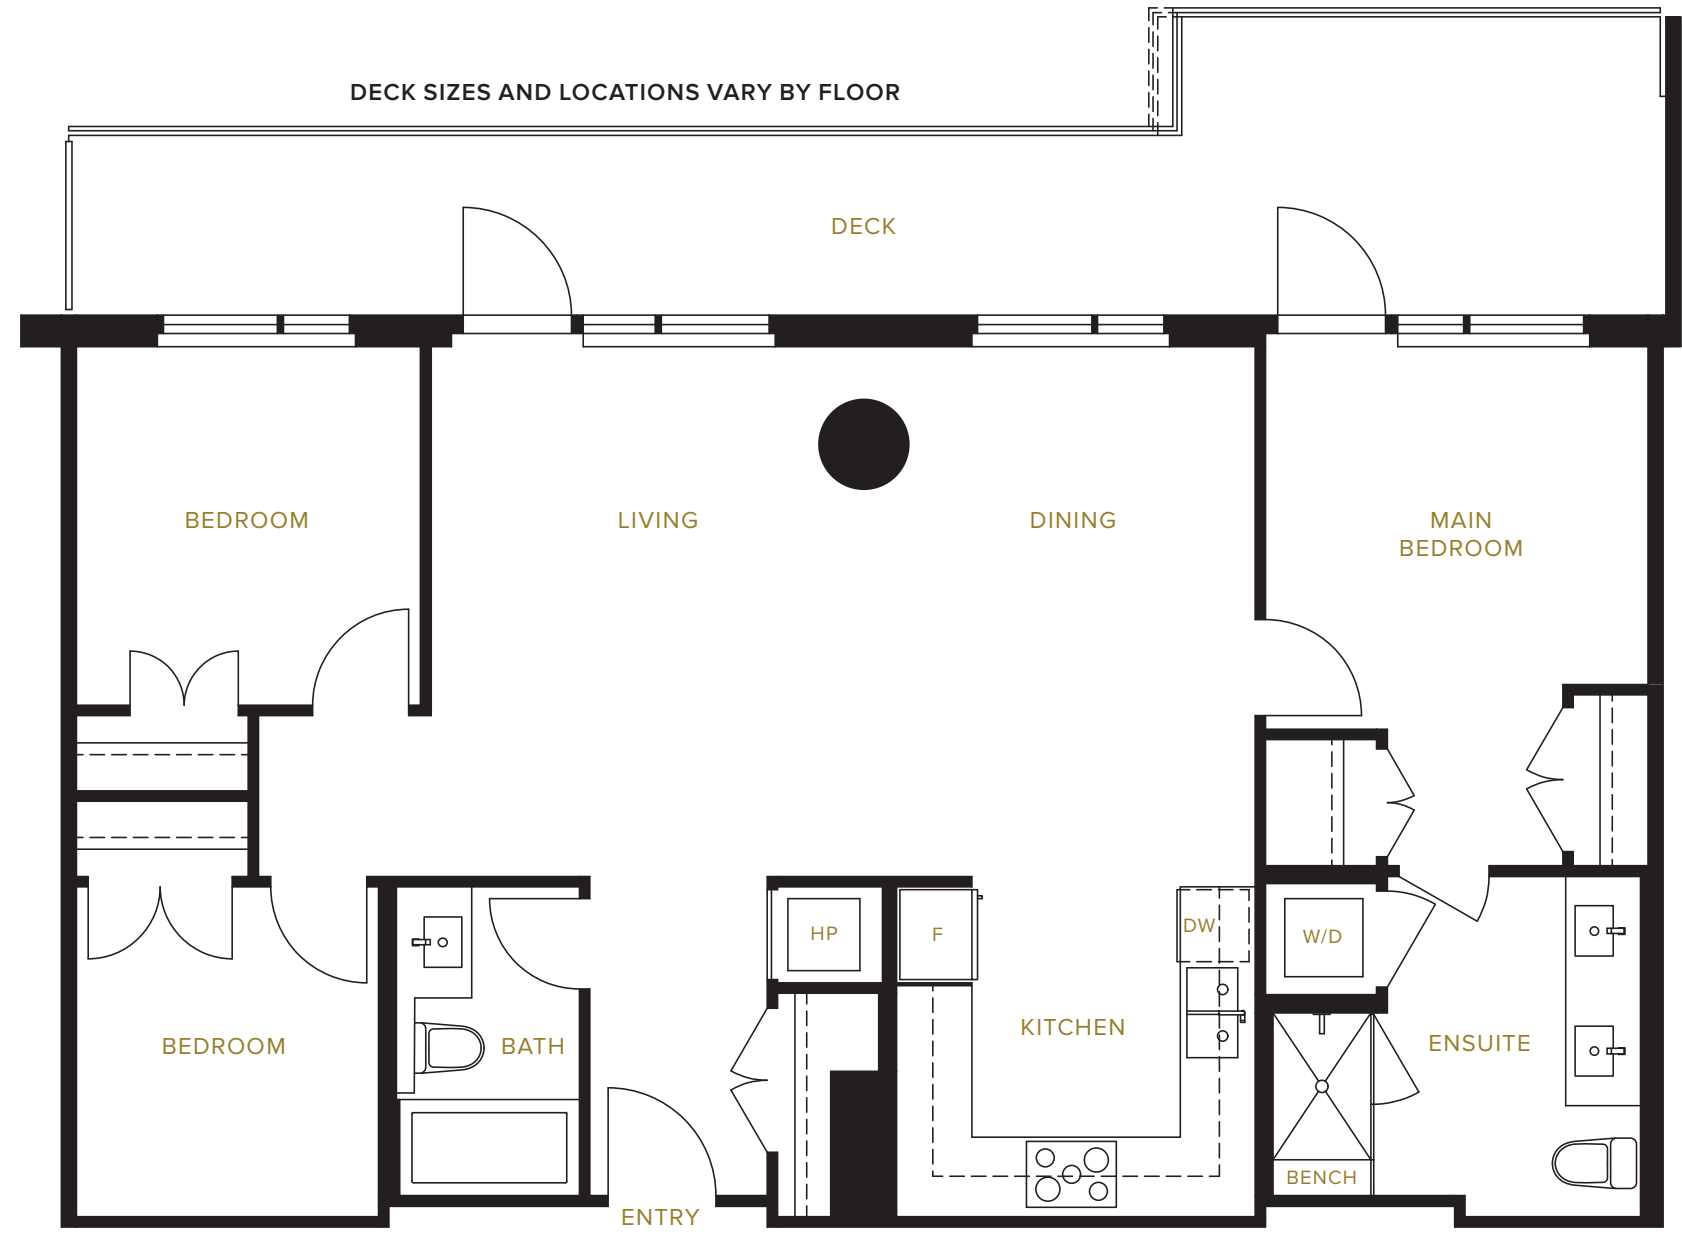 DECK SIZES AND LOCATIONS VARY BY FLOOR
DECK
BEDROOM
LIVING
DINING
MAIN
BEDROOM
HP
F
DW
W/D
BEDROOM
BATH
KITCHEN
ENSUITE
BENCH
ENTRY